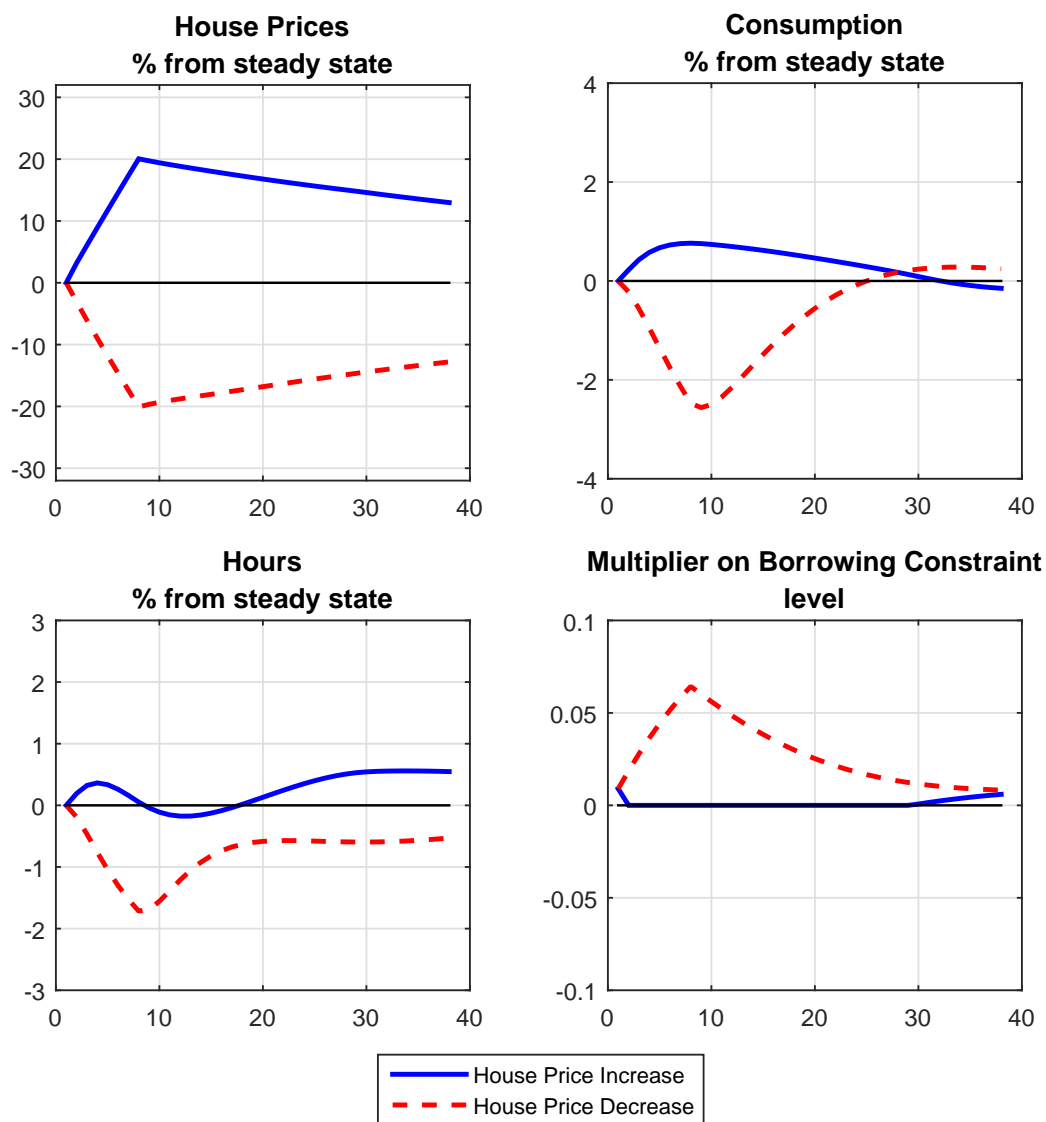 House Prices
% from steady state
30
20
10
0
-10
-20
-30
0 10 20 30 40
Consumption
% from steady state
4
2
0
-2
-4
0 10 20 30 40
Hours
% from steady state
3
2
1
0
-1
-2
-3
0 10 20 30 40
Multiplier on Borrowing Constraint
level
0.1
0.05
0
-0.05
-0.1
0 10 20 30 40
House Price Increase
House Price Decrease